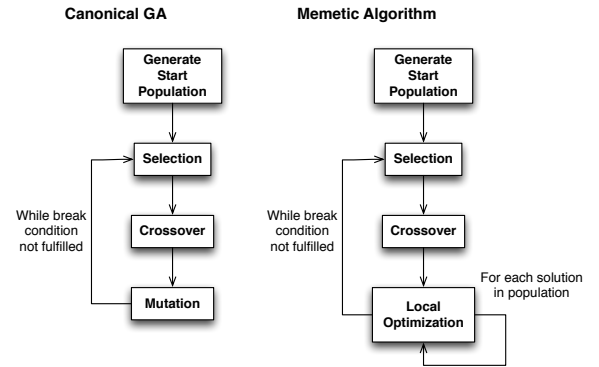 Canonical GA
Generate
Start
Population
Selection
While break
condition
not fulfilled
Crossover
Mutation
Memetic Algorithm
Generate
Start
Population
Selection
While break
condition
not fulfilled
Crossover
For each solution
in population
Local
Optimization